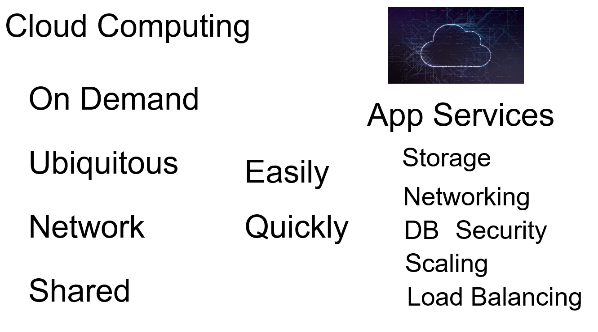 Cloud Computing
On Demand
Ubiquitous
Network
Shared
Easily
Quickly
App Services
Storage
Networking
DB Security
Scaling
Load Balancing